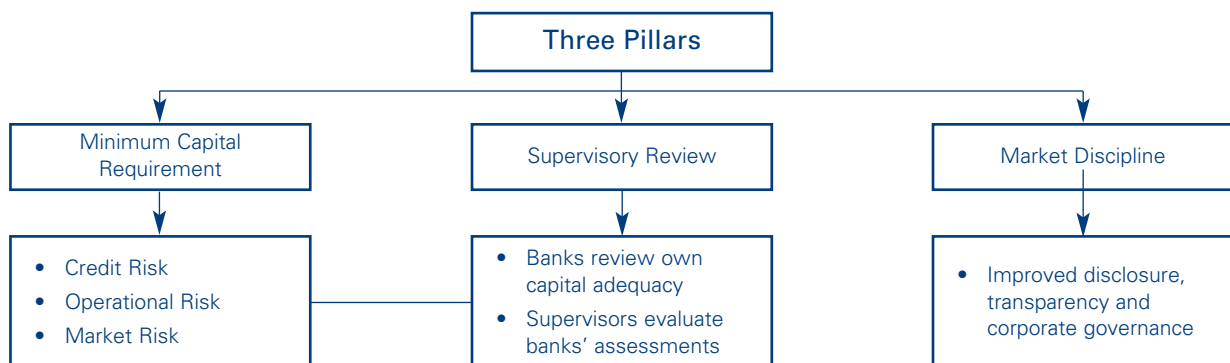 Three Pillars
Minimum Capital
Requirement
Supervisory Review
Market Discipline
• Credit Risk
• Operational Risk
• Market Risk
• Banks review own
capital adequacy
• Supervisors evaluate
banks’ assessments
• Improved disclosure,
transparency and
corporate governance